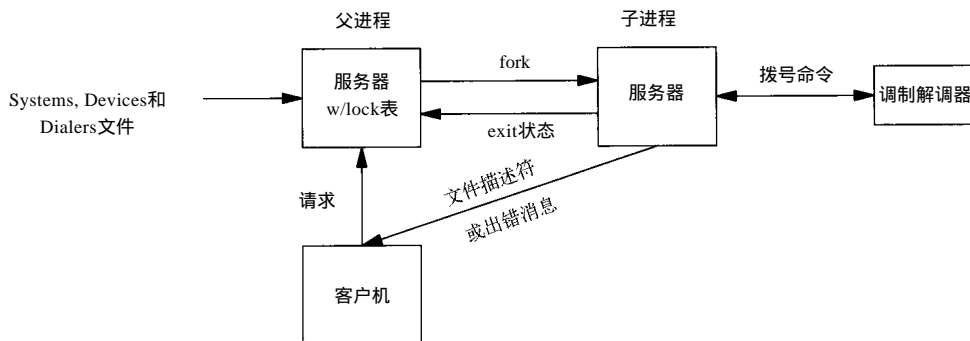 父进程
子进程
服务器
w/lock表
fork
服务器
拨号命令
调制解调器
Systems, Devices和
Dialers文件
exit状态
请求
文件描述符
或出错消息
客户机